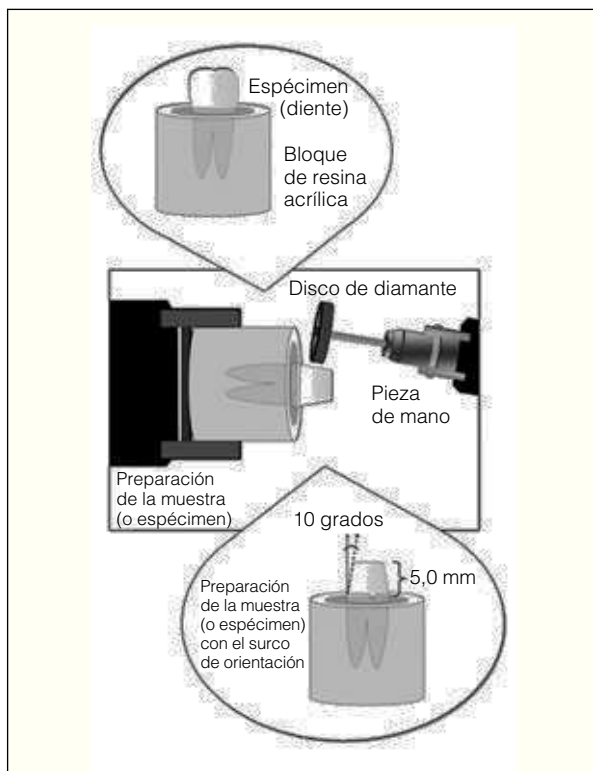 Espécimen
(diente)
Bloque
de resina
acrílica
Disco de diamante
Pieza
de mano
Preparación
de la muestra
(o espécimen)
10 grados
5,0 mm
Preparación
de la muestra
(o espécimen)
con el surco
de orientación